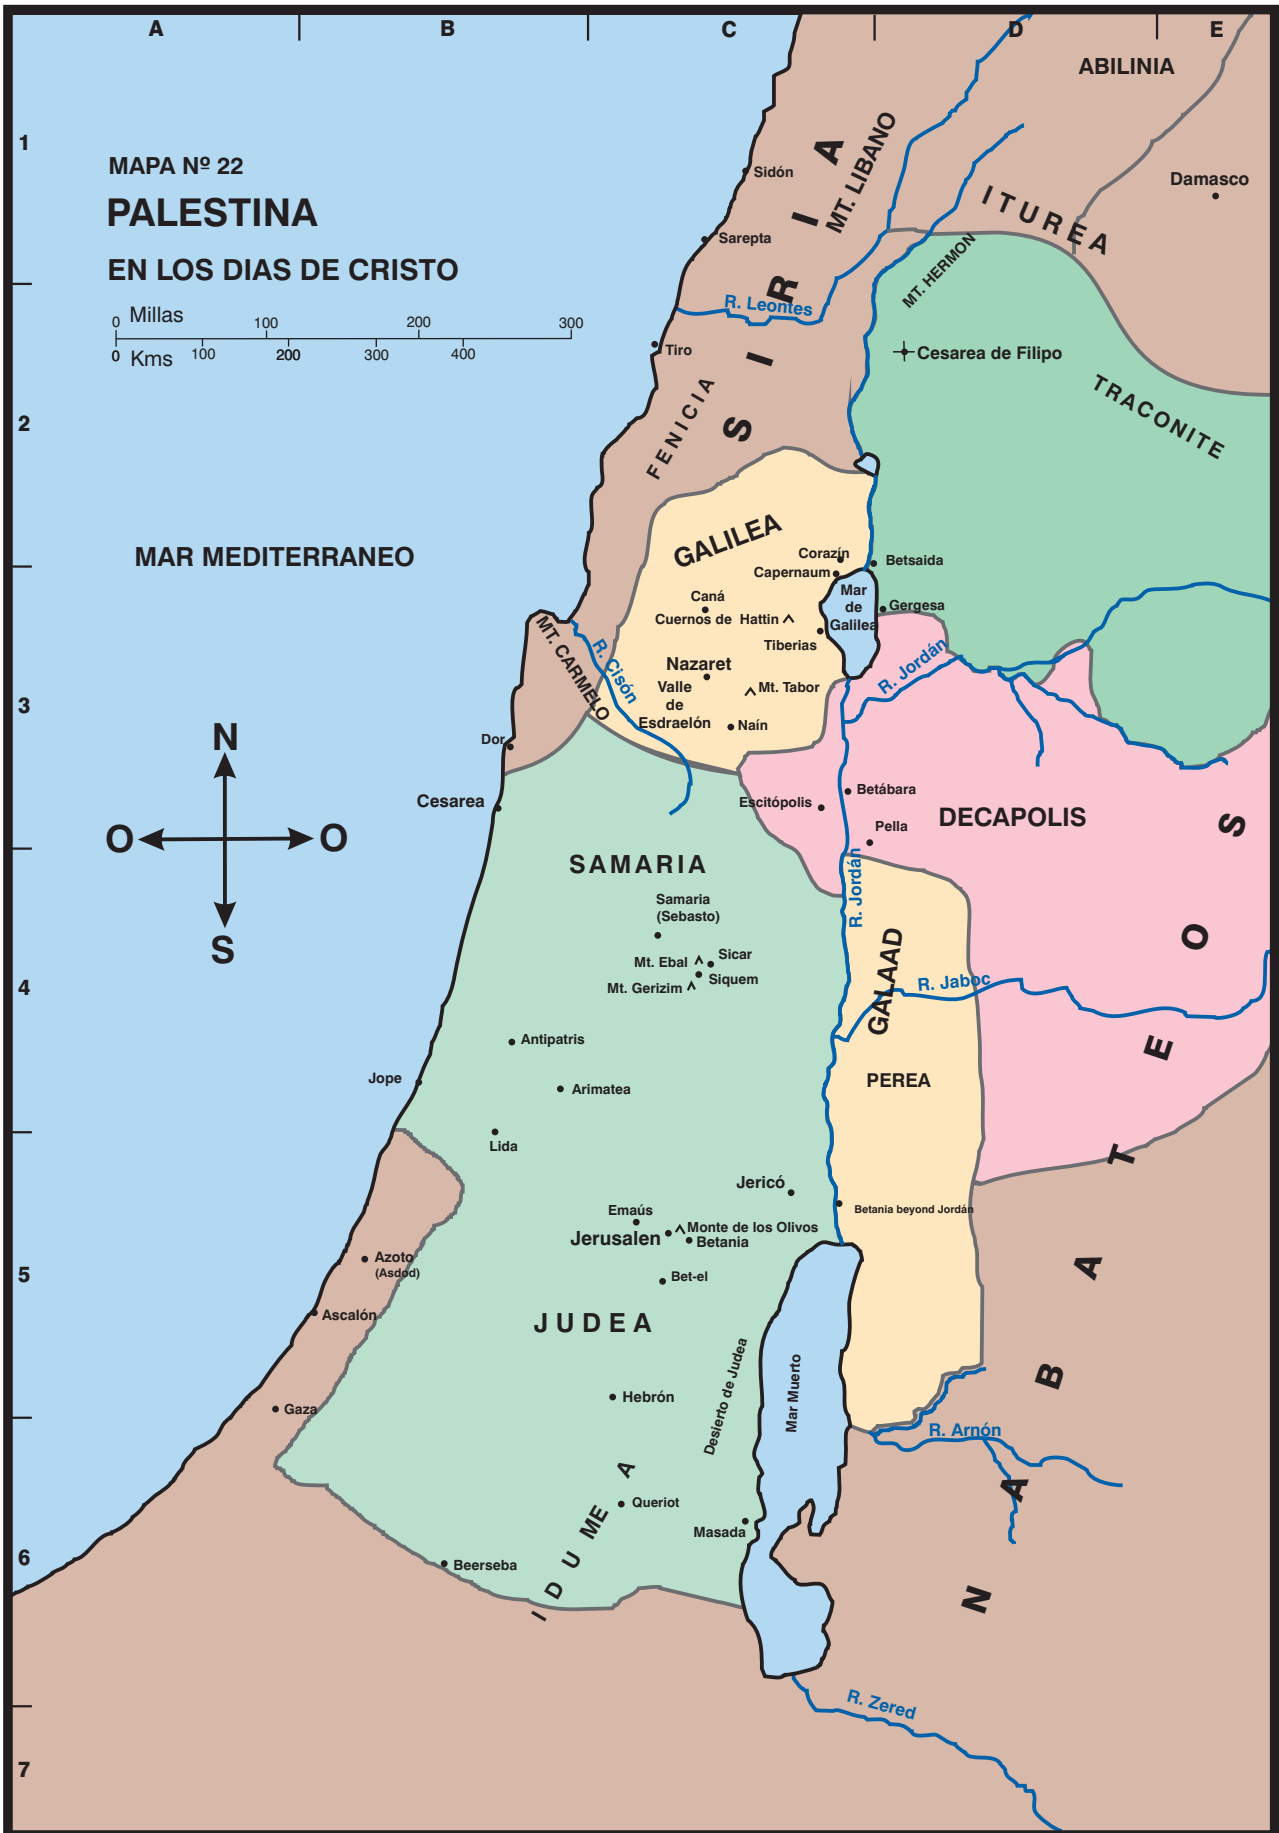 A
B
C
D
E
ABILINIA
1
MAPA Nº 22
PALESTINA
EN LOS DIAS DE CRISTO
0 Millas 100 200 300
0 Kms 100 200 300 400
Sidón
SIRIA
MT. LIBANO
Damasco
ITUREA
Sarepta
MT. HERMON
R. Leontes
Tiro
Cesarea de Filipo
FENICIA
TRACONITE
2
GALILEA
MAR MEDITERRANEO
Corazín
Capernaum
Betsaida
Mar
de
Galilea
Gergesa
Caná
Cuernos de Hattin
Tiberias
MT. CARMELO
R. Cisón
Nazaret
Valle
de
Esdraelón
Mt. Tabor
Naín
R. Jordán
3
N
O
O
S
Dor
Cesarea
Escitópolis
Betábara
Pella
DECAPOLIS
SAMARIA
R. Jordán
Samaria
(Sebasto)
Sicar
Mt. Ebal
Siquem
Mt. Gerizim
4
GALAAD
R. Jaboc
PEREA
Antipatris
Jope
Arimatea
Lida
NABATEOS
Jericó
Betania beyond Jordán
Emaús
Monte de los Olivos
Jerusalen
Betania
Azoto
(Asdod)
5
Bet-el
Ascalón
JUDEA
Desierto de Judea
Mar Muerto
Hebrón
Gaza
R. Arnón
IDUMEA
Queriot
Masada
6
Beerseba
R. Zered
7